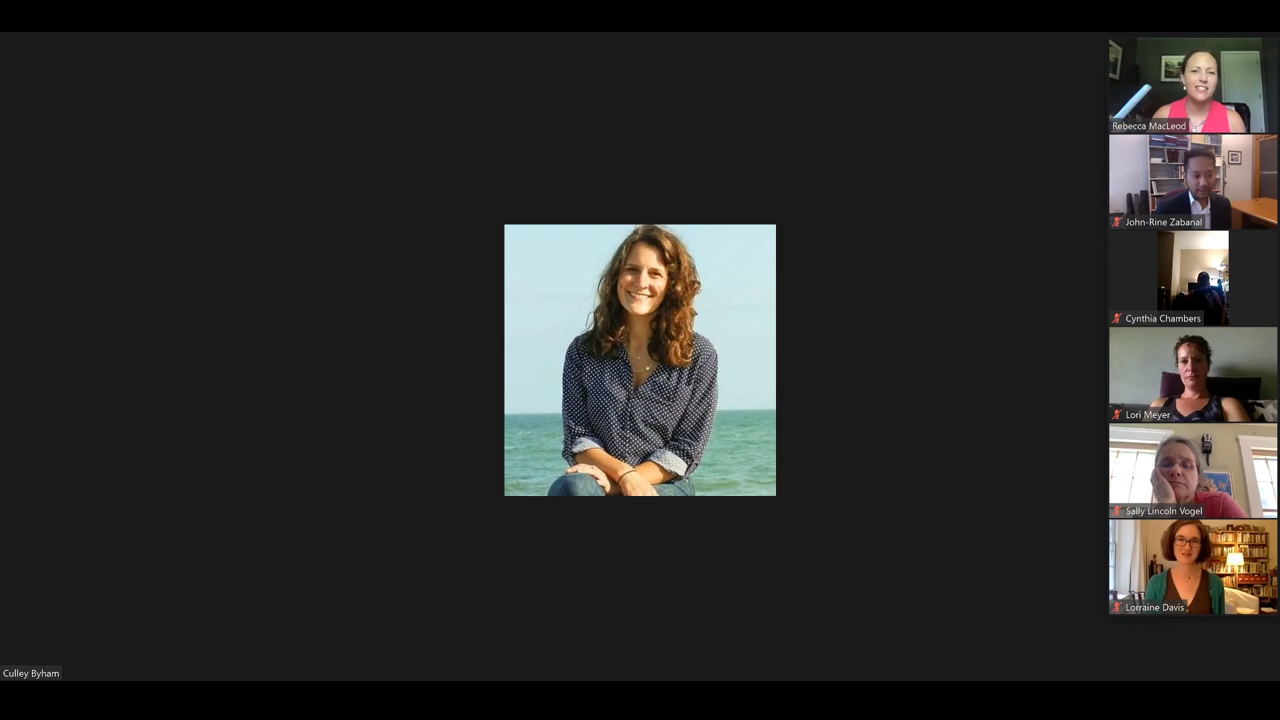 Rebecca MacLeod
John-Rine Zabanal
Cynthia Chambers
Lori Meyer
Sally Lincoln Vogel
Lorraine Davis
Culley Byham